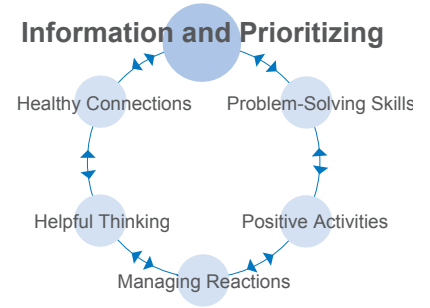 Information and Prioritizing
Healthy Connections
Problem-Solving Skills
Helpful Thinking
Positive Activities
Managing Reactions